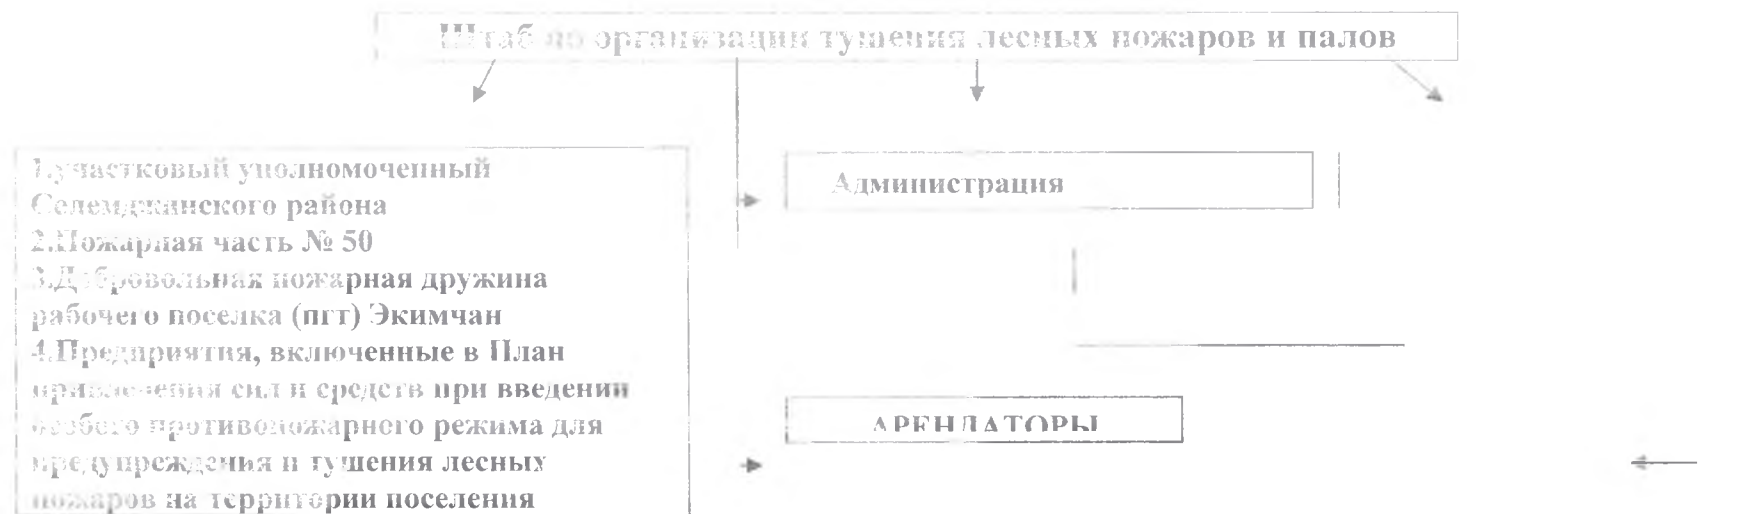 Штаб по организации тушения лесных пожаров и палов
1.участковый уполномоченный
Селемджинского района
2.Пожарная часть № 50
3.Добровольная пожарная дружина
рабочего поселка (пгт) Экимчан
4.Предприятия, включенные в План
привлечения сил и средств при введений
особого противопожарного режима для
предупреждения и тушения лесных
пожаров на территории поселения
Администрация
АРЕНДАТОРЫ